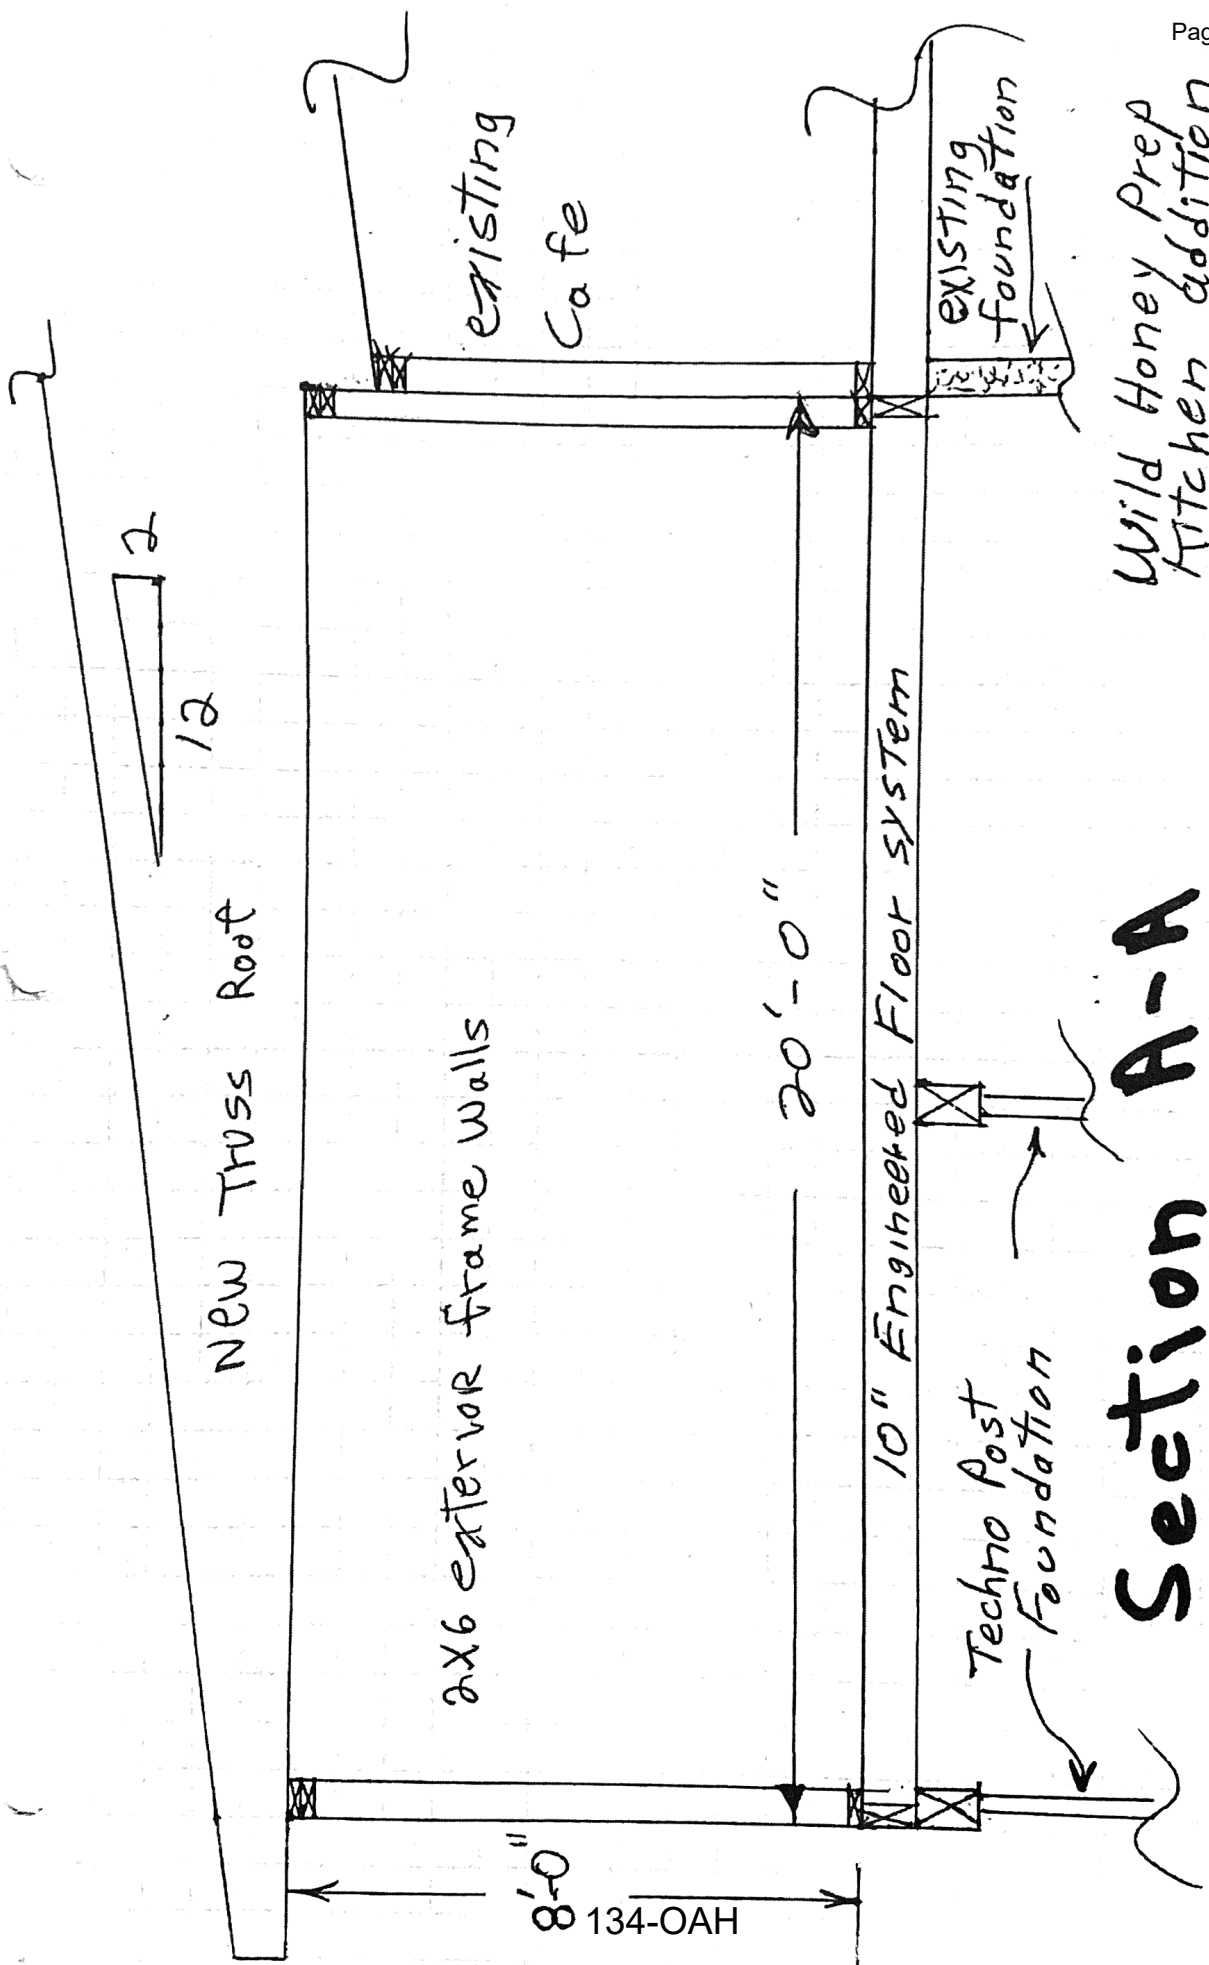 Pag
2
12
New Truss Roof
existing
Cafe
2x6 exterior frame walls
8'-0"
20'-0"
10" Engineered Floor system
existing
foundation
Techno Post
Foundation
Wild Honey Prep
Kitchen addition
Section A-A
134-OAH